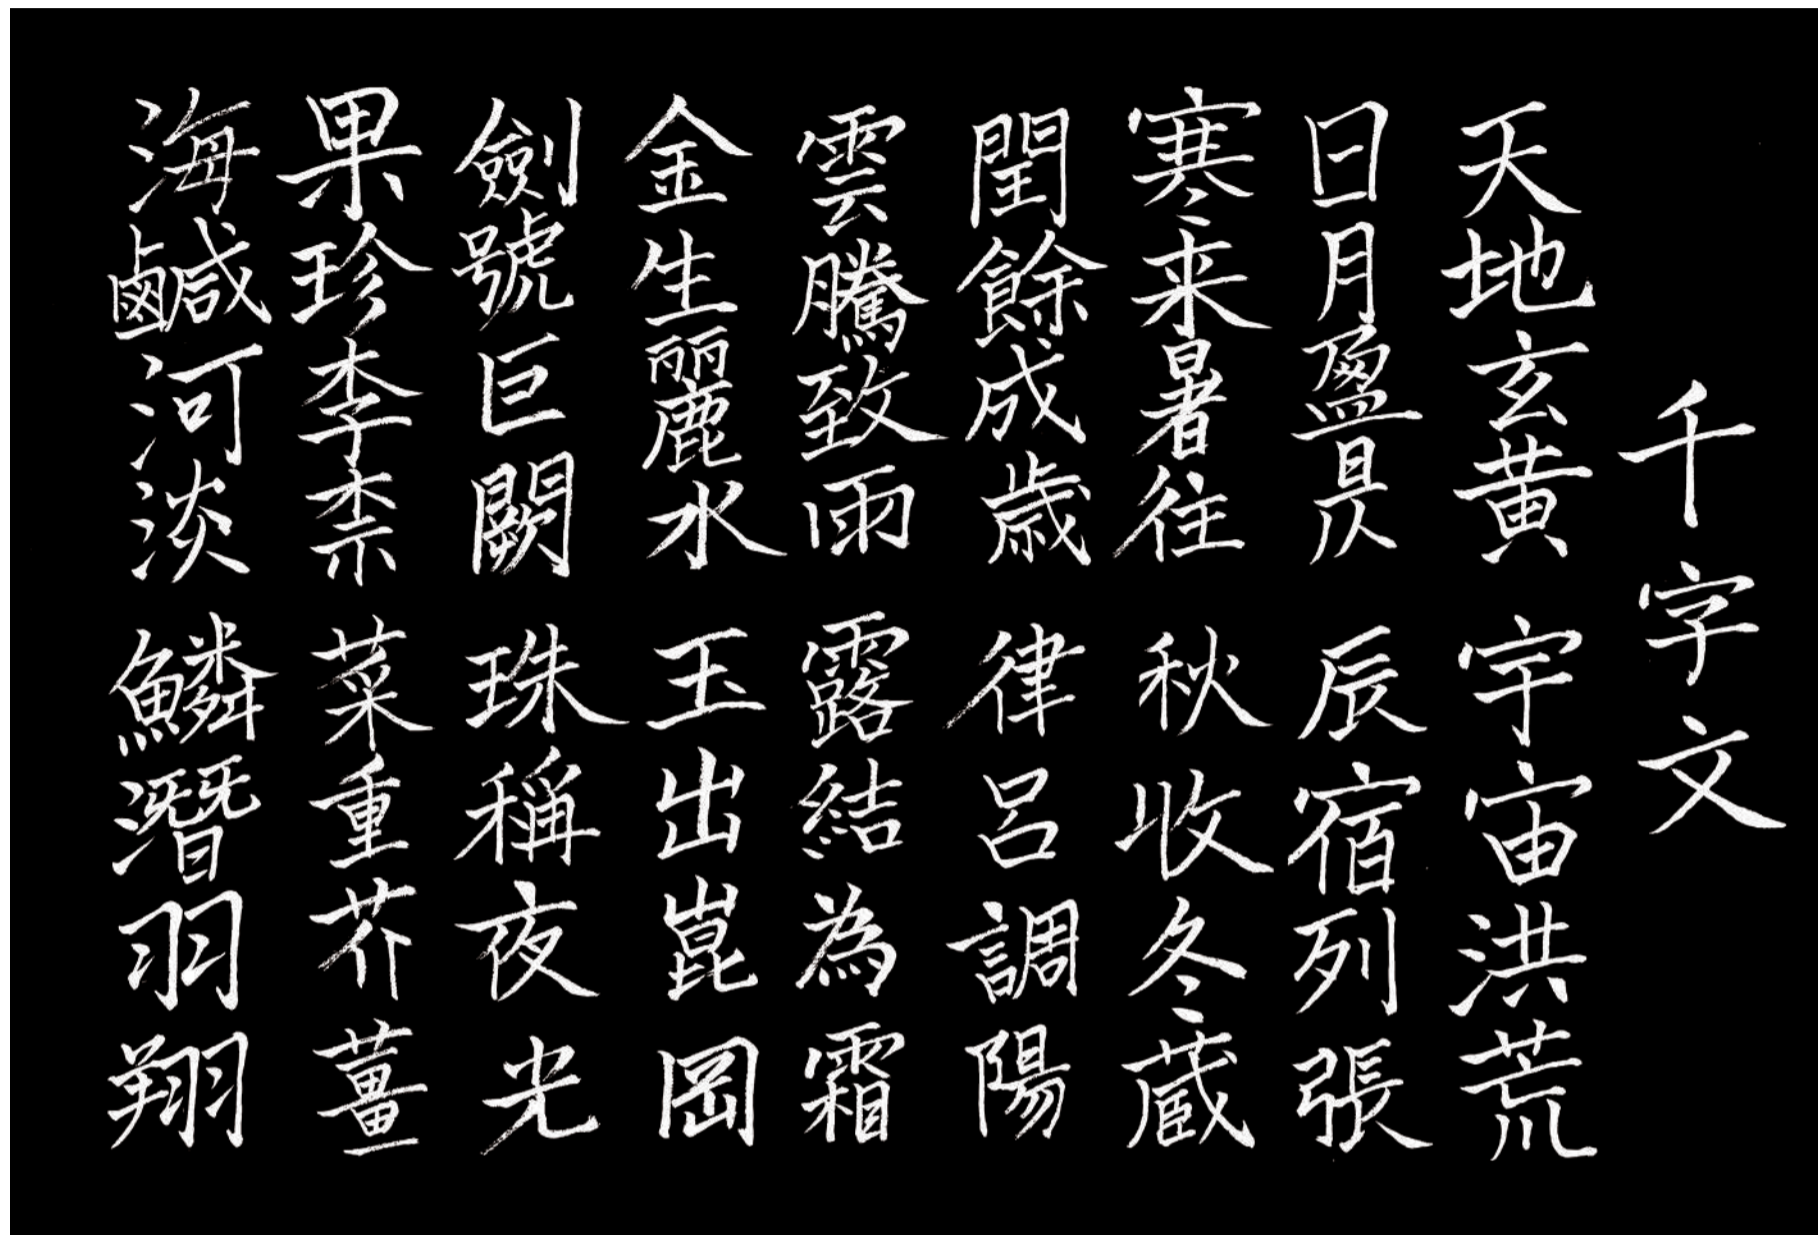 千字文
天地玄黄宇宙洪荒
日月盈昃辰宿列張
寒来暑往秋收冬蔵
閏餘成歳律呂調陽
雲騰致雨露結為霜
金生麗水玉出崑岡
劍號巨闕珠稱夜光
果珍李柰菜重芥薑
海鹹河淡鱗潛羽翔